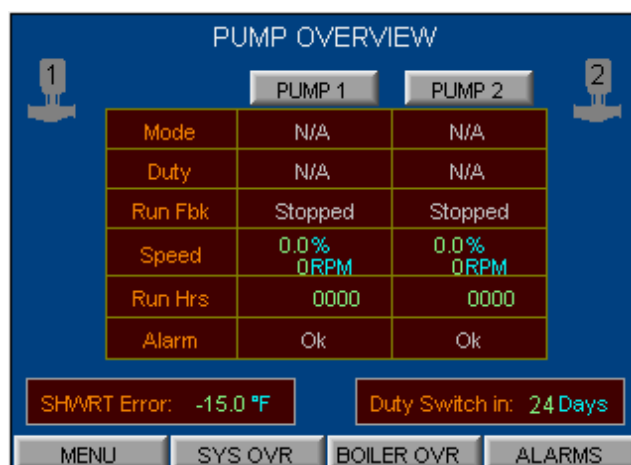 PUMP OVERVIEW
1 2
PUMP 1 PUMP 2
Mode N/A N/A
Duty N/A N/A
Run Fbk Stopped Stopped
Speed 0.0% 0.0%
0RPM 0RPM
Run Hrs 0000 0000
Alarm Ok Ok
SHWRT Error: -15.0 °F Duty Switch in: 24 Days
MENU SYS OVR BOILER OVR ALARMS